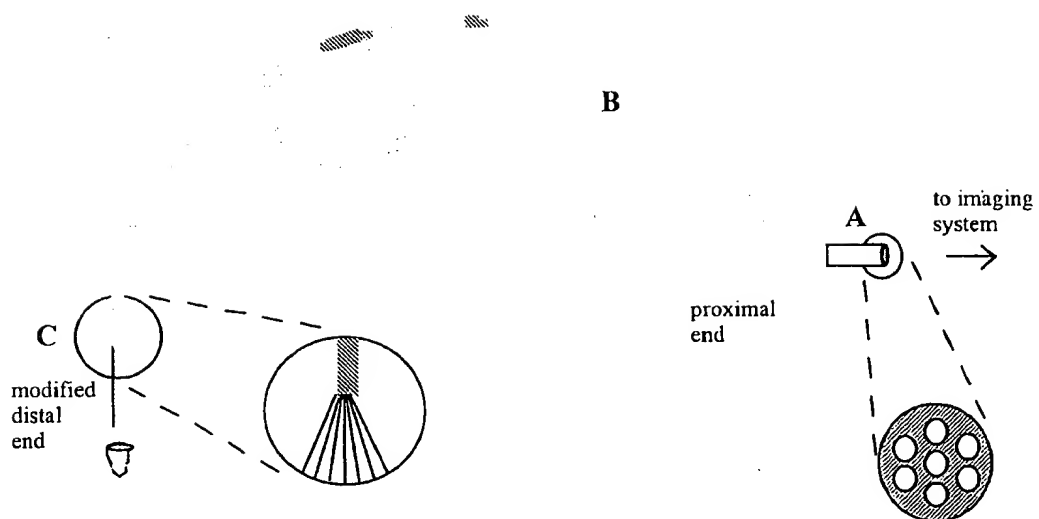 B
to imaging
system
A
proximal
end
C
modified
distal
end